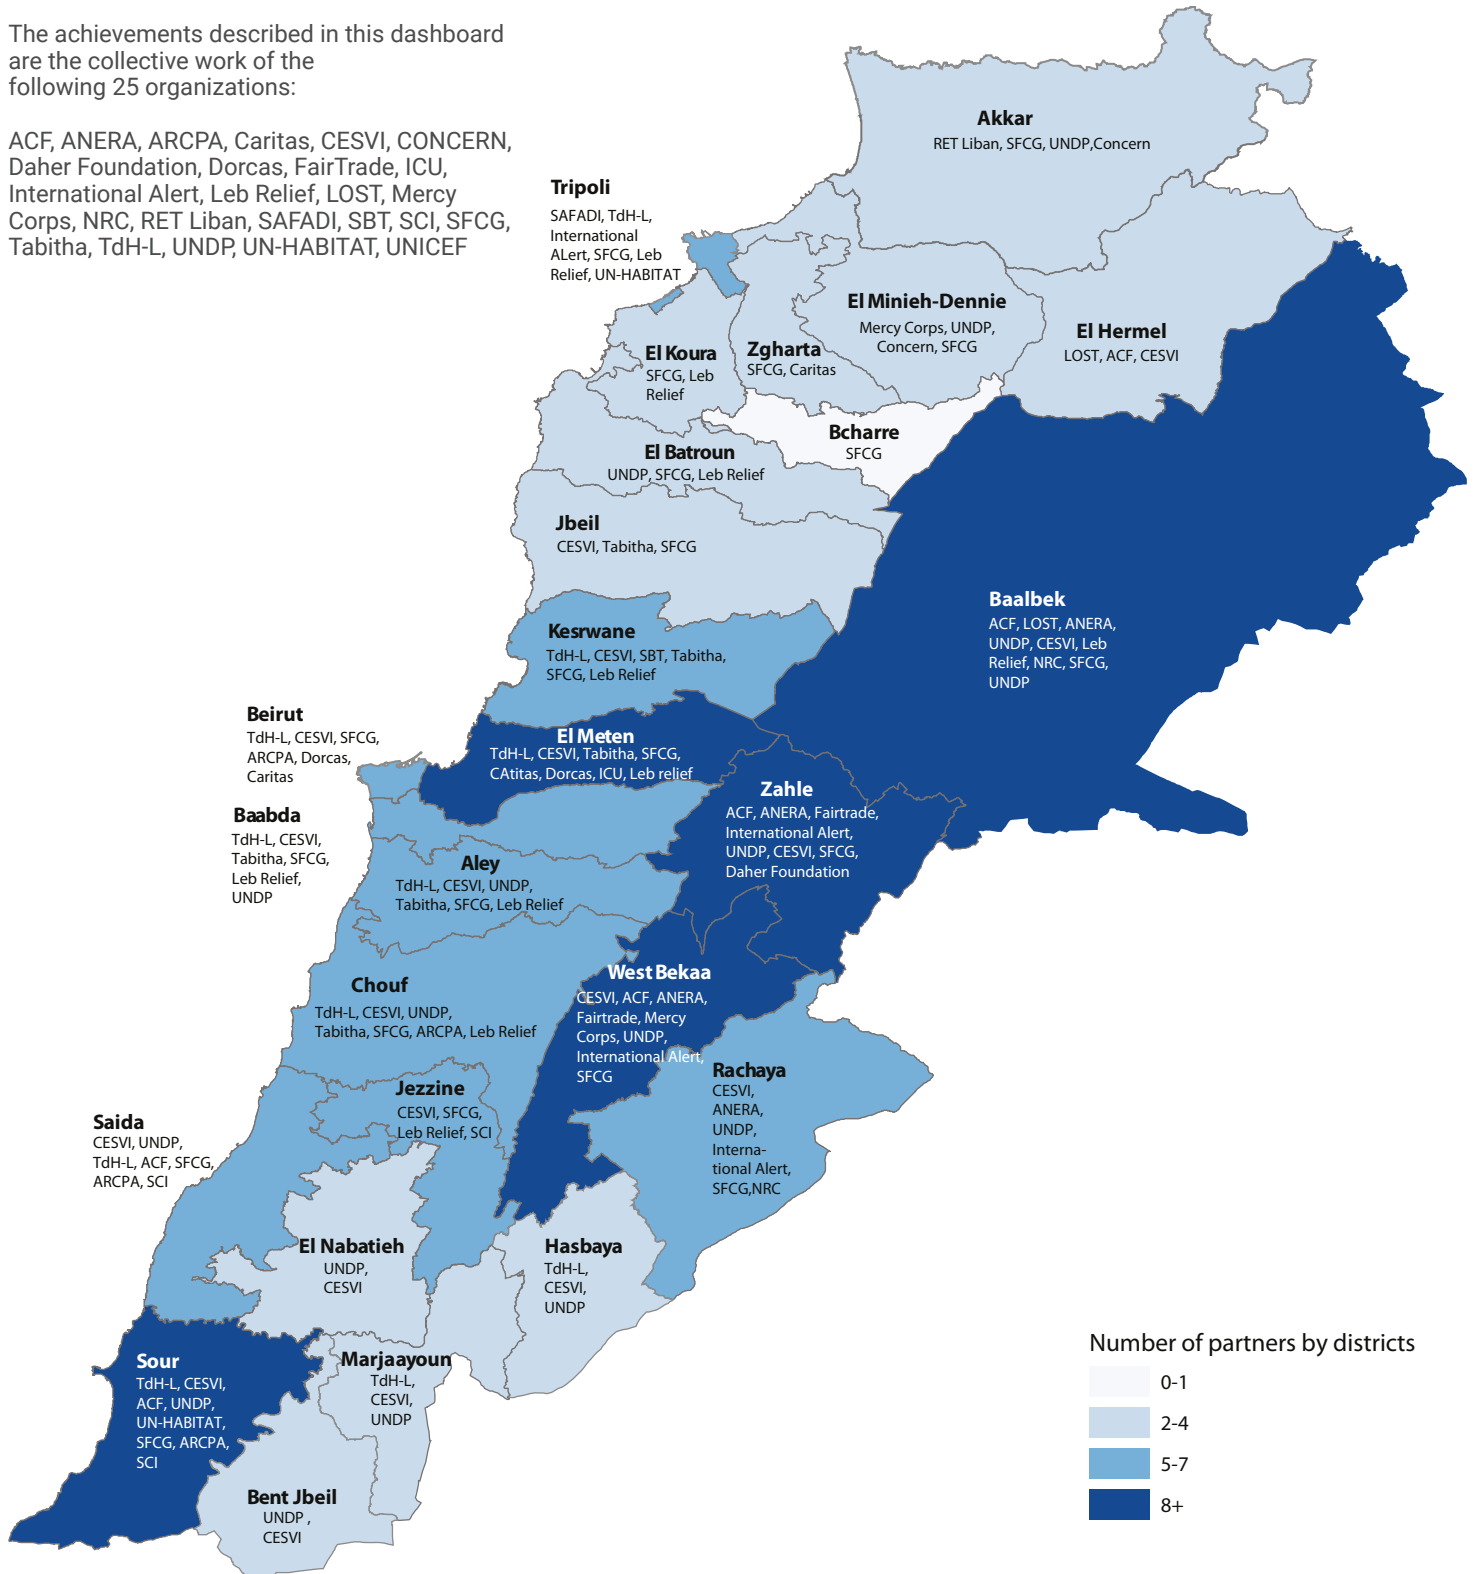 The achievements described in this dashboard
are the collective work of the
following 25 organizations:
ACF, ANERA, ARCPA, Caritas, CESVI, CONCERN,
Daher Foundation, Dorcas, FairTrade, ICU,
International Alert, Leb Relief, LOST, Mercy
Corps, NRC, RET Liban, SAFADI, SBT, SCI, SFCG,
Tabitha, TdH-L, UNDP, UN-HABITAT, UNICEF
Akkar
RET Liban, SFCG, UNDP,Concern
Tripoli
SAFADI, TdH-L,
International
ALert, SFCG, Leb
Relief, UN-HABITAT
El Minieh-Dennie
Mercy Corps, UNDP,
Concern, SFCG
El Hermel
LOST, ACF, CESVI
El Koura
SFCG, Leb
Relief
Zgharta
SFCG, Caritas
Bcharre
SFCG
El Batroun
UNDP, SFCG, Leb Relief
Jbeil
CESVI, Tabitha, SFCG
Baalbek
ACF, LOST, ANERA,
UNDP, CESVI, Leb
Relief, NRC, SFCG,
UNDP
Kesrwane
TdH-L, CESVI, SBT, Tabitha,
SFCG, Leb Relief
Beirut
TdH-L, CESVI, SFCG,
ARCPA, Dorcas,
Caritas
El Meten
TdH-L, CESVI, Tabitha, SFCG,
CAtitas, Dorcas, ICU, Leb relief
Zahle
ACF, ANERA, Fairtrade,
International Alert,
UNDP, CESVI, SFCG,
Daher Foundation
Baabda
TdH-L, CESVI,
Tabitha, SFCG,
Leb Relief,
UNDP
Aley
TdH-L, CESVI, UNDP,
Tabitha, SFCG, Leb Relief
Chouf
TdH-L, CESVI, UNDP,
Tabitha, SFCG, ARCPA, Leb Relief
West Bekaa
CESVI, ACF, ANERA,
Fairtrade, Mercy
Corps, UNDP,
International Alert,
SFCG
Rachaya
CESVI,
ANERA,
UNDP,
Interna-
tional Alert,
SFCG,NRC
Jezzine
CESVI, SFCG,
Leb Relief, SCI
Saida
CESVI, UNDP,
TdH-L, ACF, SFCG,
ARCPA, SCI
El Nabatieh
UNDP,
CESVI
Hasbaya
TdH-L,
CESVI,
UNDP
Sour
TdH-L, CESVI,
ACF, UNDP,
UN-HABITAT,
SFCG, ARCPA,
SCI
Marjaayoun
TdH-L,
CESVI,
UNDP
Bent Jbeil
UNDP ,
CESVI
Number of partners by districts
0-1
2-4
5-7
8+